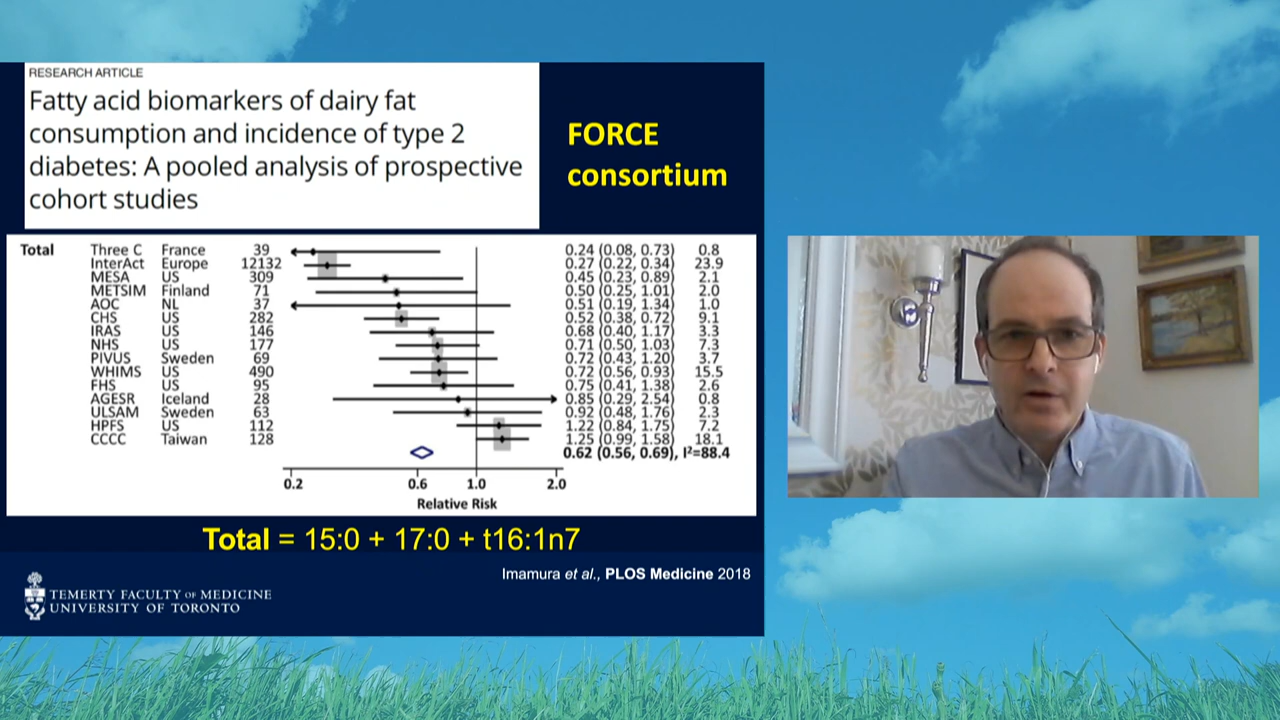 RESEARCH ARTICLE
Fatty acid biomarkers of dairy fat
consumption and incidence of type 2
diabetes: A pooled analysis of prospective
cohort studies
FORCE
consortium
Total Three C France 39 0.24 (0.08, 0.73) 0.8
InterAct Europe 12132 0.27 (0.22, 0.34) 23.9
MESA US 309 0.45 (0.23, 0.89) 2.1
METSIM Finland 71 0.50 (0.25, 1.01) 2.0
AOC NL 37 0.51 (0.19, 1.34) 1.0
CHS US 282 0.52 (0.38, 0.72) 9.1
IRAS US 146 0.68 (0.40, 1.17) 3.3
NHS US 177 0.71 (0.50, 1.03) 7.3
PIVUS Sweden 69 0.72 (0.43, 1.20) 3.7
WHIMS US 490 0.72 (0.56, 0.93) 15.5
FHS US 95 0.75 (0.41, 1.38) 2.6
AGESR Iceland 28 0.85 (0.29, 2.54) 0.8
ULSAM Sweden 63 0.92 (0.48, 1.76) 2.3
HPFS US 112 1.22 (0.84, 1.75) 7.2
CCCC Taiwan 128 1.25 (0.99, 1.58) 18.1
0.62 (0.56, 0.69), I²=88.4
0.2 0.6 1.0 2.0
Relative Risk
Total = 15:0 + 17:0 + t16:1n7
Imamura et al., PLOS Medicine 2018
TEMERTY FACULTY OF MEDICINE
UNIVERSITY OF TORONTO